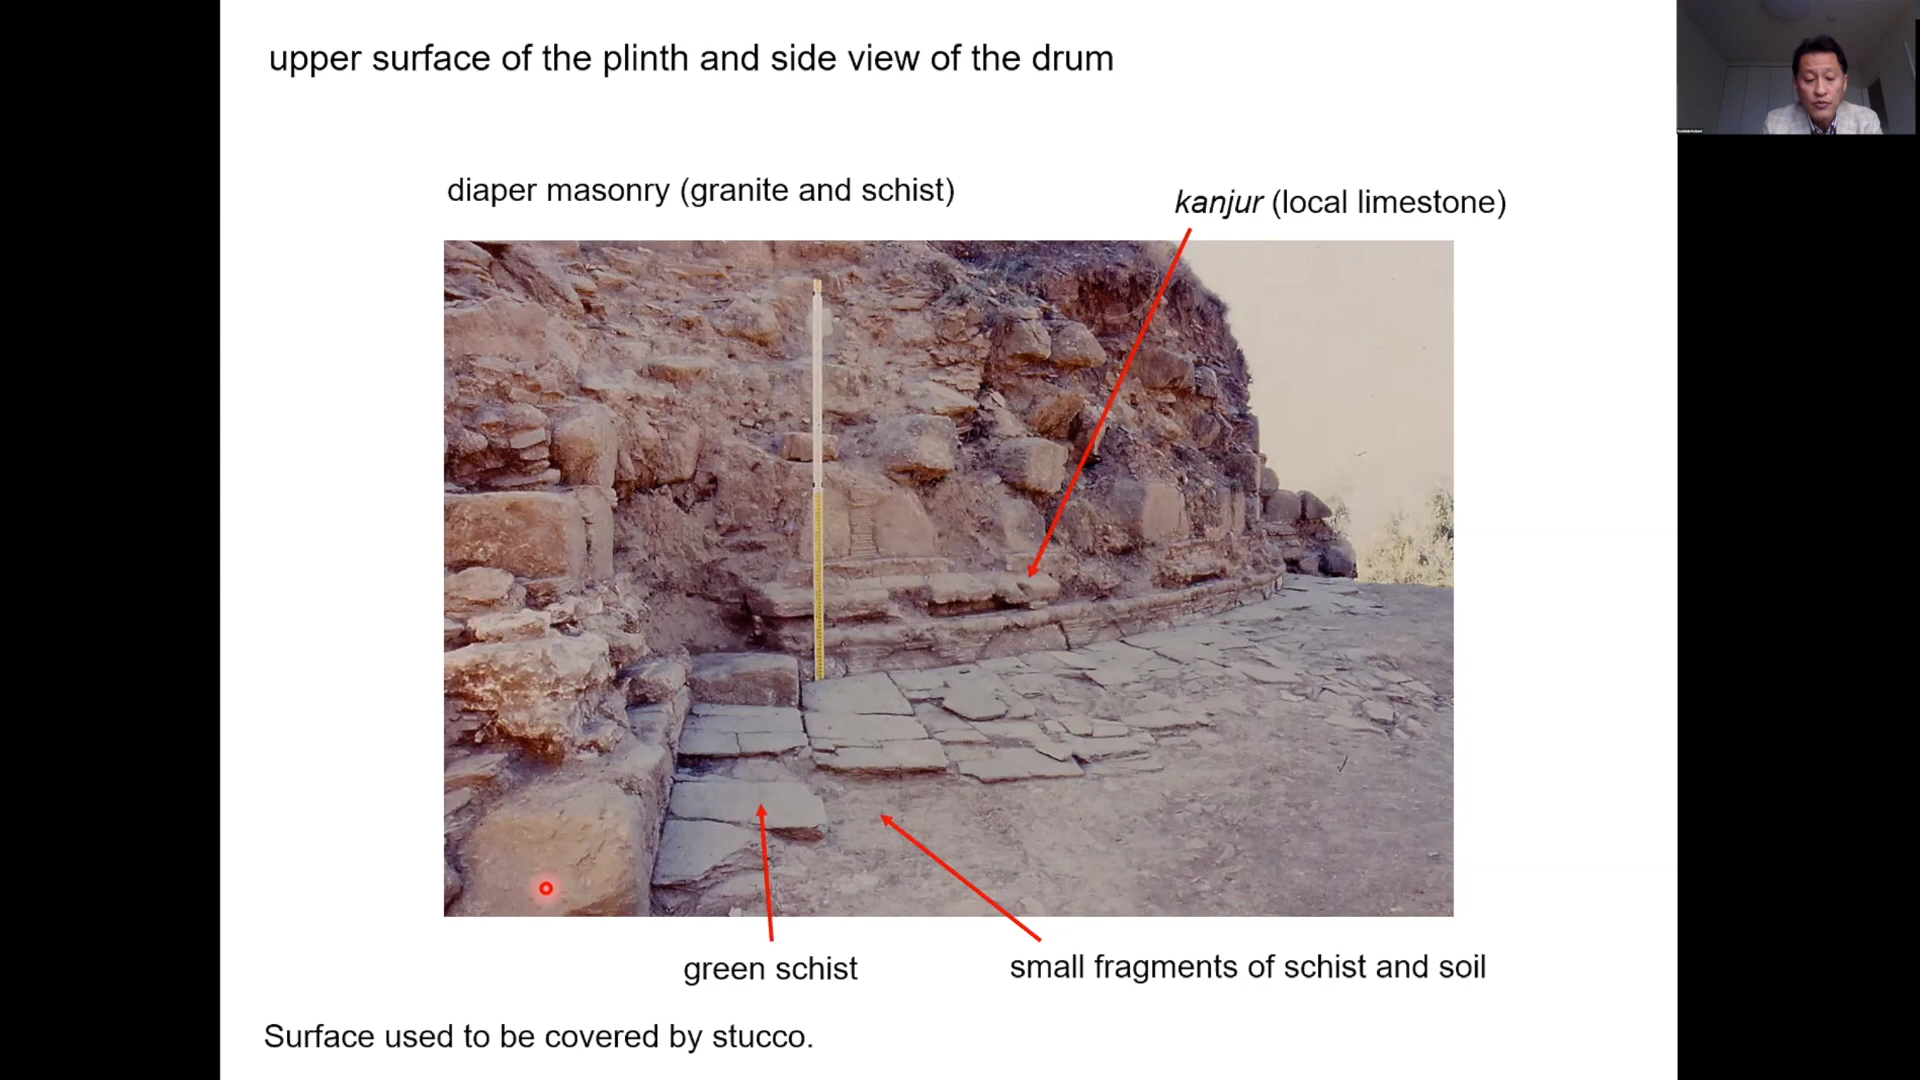 upper surface of the plinth and side view of the drum
diaper masonry (granite and schist)
kanjur (local limestone)
green schist
small fragments of schist and soil
Surface used to be covered by stucco.